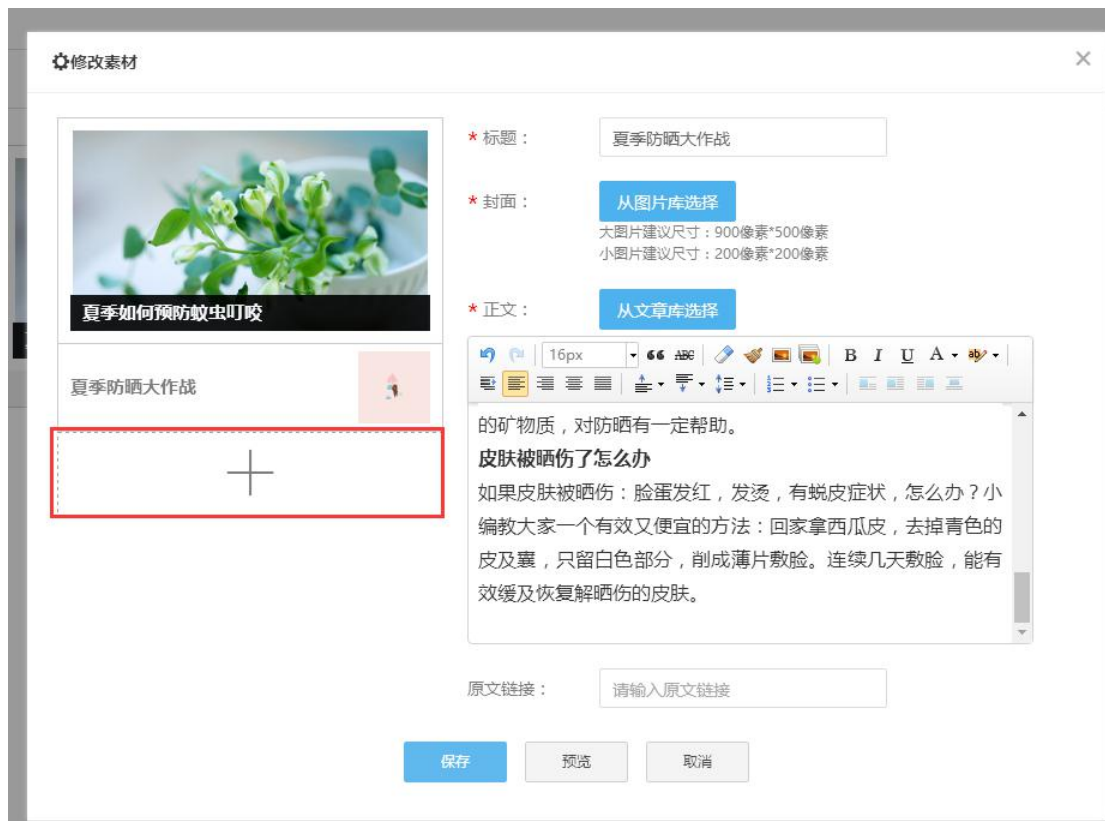 修改素材
×
夏季如何预防蚊虫叮咬
夏季防晒大作战
* 标题：
夏季防晒大作战
* 封面：
从图片库选择
大图片建议尺寸：900像素*500像素
小图片建议尺寸：200像素*200像素
* 正文：
从文章库选择
16px
66 ABC B I U A ab
的矿物质，对防晒有一定帮助。
皮肤被晒伤了怎么办
如果皮肤被晒伤：脸蛋发红，发烫，有蜕皮症状，怎么办？小
编教大家一个有效又便宜的方法：回家拿西瓜皮，去掉青色的
皮及囊，只留白色部分，削成薄片敷脸。连续几天敷脸，能有
效缓及恢复解晒伤的皮肤。
原文链接：
请输入原文链接
保存
预览
取消